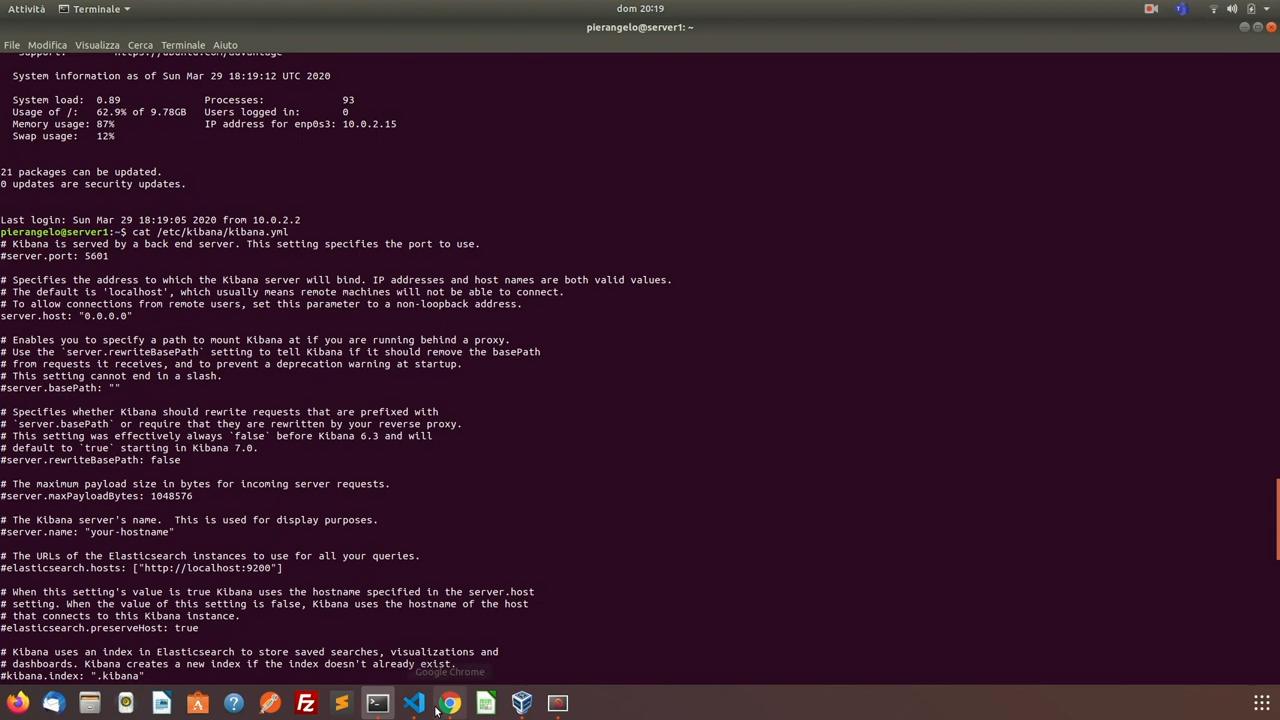 Attività
Terminale
dom 20:19
pierangelo@server1: ~
File Modifica Visualizza Cerca Terminale Aiuto
System information as of Sun Mar 29 18:19:12 UTC 2020
System load: 0.89 Processes: 93
Usage of /: 62.9% of 9.78GB Users logged in: 0
Memory usage: 87% IP address for enp0s3: 10.0.2.15
Swap usage: 12%
21 packages can be updated.
0 updates are security updates.
Last login: Sun Mar 29 18:19:05 2020 from 10.0.2.2
pierangelo@server1:~$ cat /etc/kibana/kibana.yml
# Kibana is served by a back end server. This setting specifies the port to use.
#server.port: 5601
# Specifies the address to which the Kibana server will bind. IP addresses and host names are both valid values.
# The default is 'localhost', which usually means remote machines will not be able to connect.
# To allow connections from remote users, set this parameter to a non-loopback address.
server.host: "0.0.0.0"
# Enables you to specify a path to mount Kibana at if you are running behind a proxy.
# Use the `server.rewriteBasePath` setting to tell Kibana if it should remove the basePath
# from requests it receives, and to prevent a deprecation warning at startup.
# This setting cannot end in a slash.
#server.basePath: ""
# Specifies whether Kibana should rewrite requests that are prefixed with
# `server.basePath` or require that they are rewritten by your reverse proxy.
# This setting was effectively always `false` before Kibana 6.3 and will
# default to `true` starting in Kibana 7.0.
#server.rewriteBasePath: false
# The maximum payload size in bytes for incoming server requests.
#server.maxPayloadBytes: 1048576
# The Kibana server's name. This is used for display purposes.
#server.name: "your-hostname"
# The URLs of the Elasticsearch instances to use for all your queries.
#elasticsearch.hosts: ["http://localhost:9200"]
# When this setting's value is true Kibana uses the hostname specified in the server.host
# setting. When the value of this setting is false, Kibana uses the hostname of the host
# that connects to this Kibana instance.
#elasticsearch.preserveHost: true
# Kibana uses an index in Elasticsearch to store saved searches, visualizations and
# dashboards. Kibana creates a new index if the index doesn't already exist.
#kibana.index: ".kibana"
Google Chrome